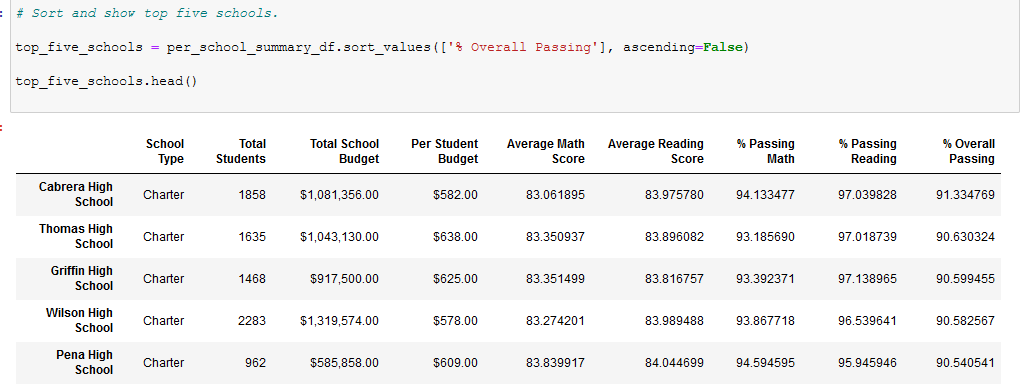 # Sort and show top five schools.
top_five_schools = per_school_summary_df.sort_values(['% Overall Passing'], ascending=False)
top_five_schools.head()
School Type Total Students Total School Budget Per Student Budget Average Math Score Average Reading Score % Passing Math % Passing Reading % Overall Passing
Cabrera High School Charter 1858 $1,081,356.00 $582.00 83.061895 83.975780 94.133477 97.039828 91.334769
Thomas High School Charter 1635 $1,043,130.00 $638.00 83.350937 83.896082 93.185690 97.018739 90.630324
Griffin High School Charter 1468 $917,500.00 $625.00 83.351499 83.816757 93.392371 97.138965 90.599455
Wilson High School Charter 2283 $1,319,574.00 $578.00 83.274201 83.989488 93.867718 96.539641 90.582567
Pena High School Charter 962 $585,858.00 $609.00 83.839917 84.044699 94.594595 95.945946 90.540541